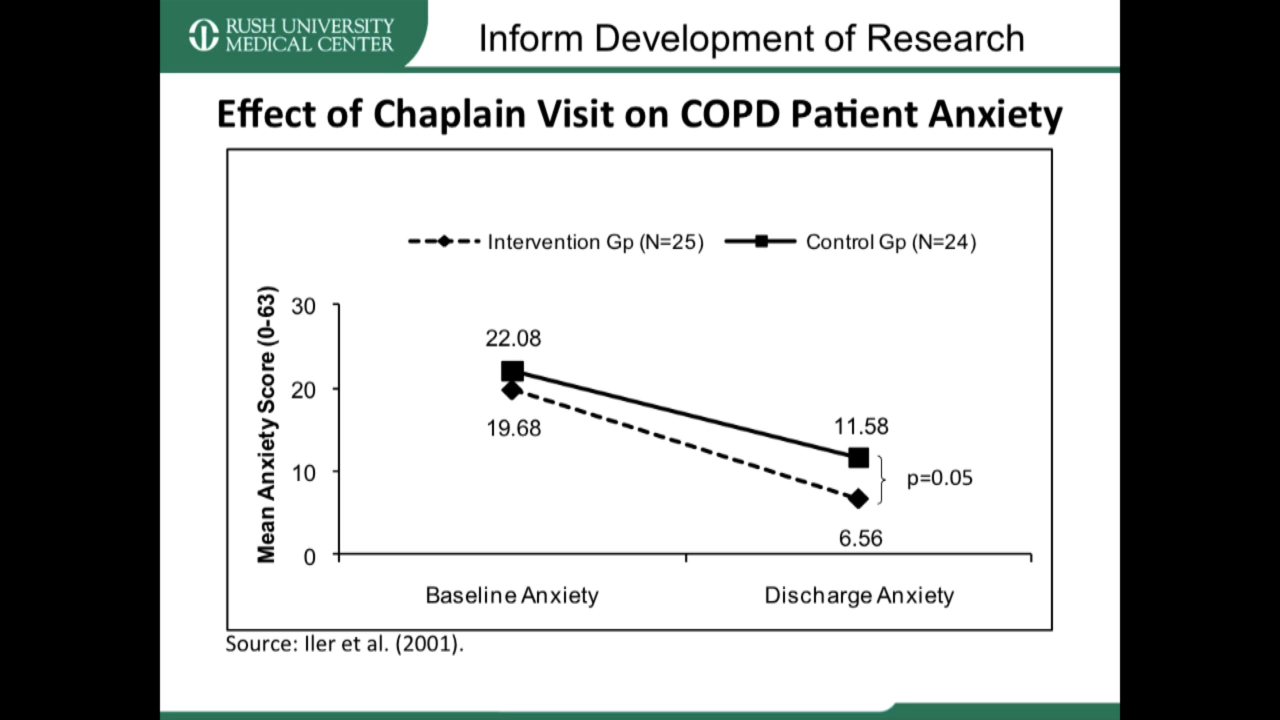 RUSH UNIVERSITY
MEDICAL CENTER
Inform Development of Research
Effect of Chaplain Visit on COPD Patient Anxiety
Intervention Gp (N=25)
Control Gp (N=24)
Mean Anxiety Score (0-63)
30
20
10
0
22.08
19.68
11.58
p=0.05
6.56
Baseline Anxiety
Discharge Anxiety
Source: Iler et al. (2001).